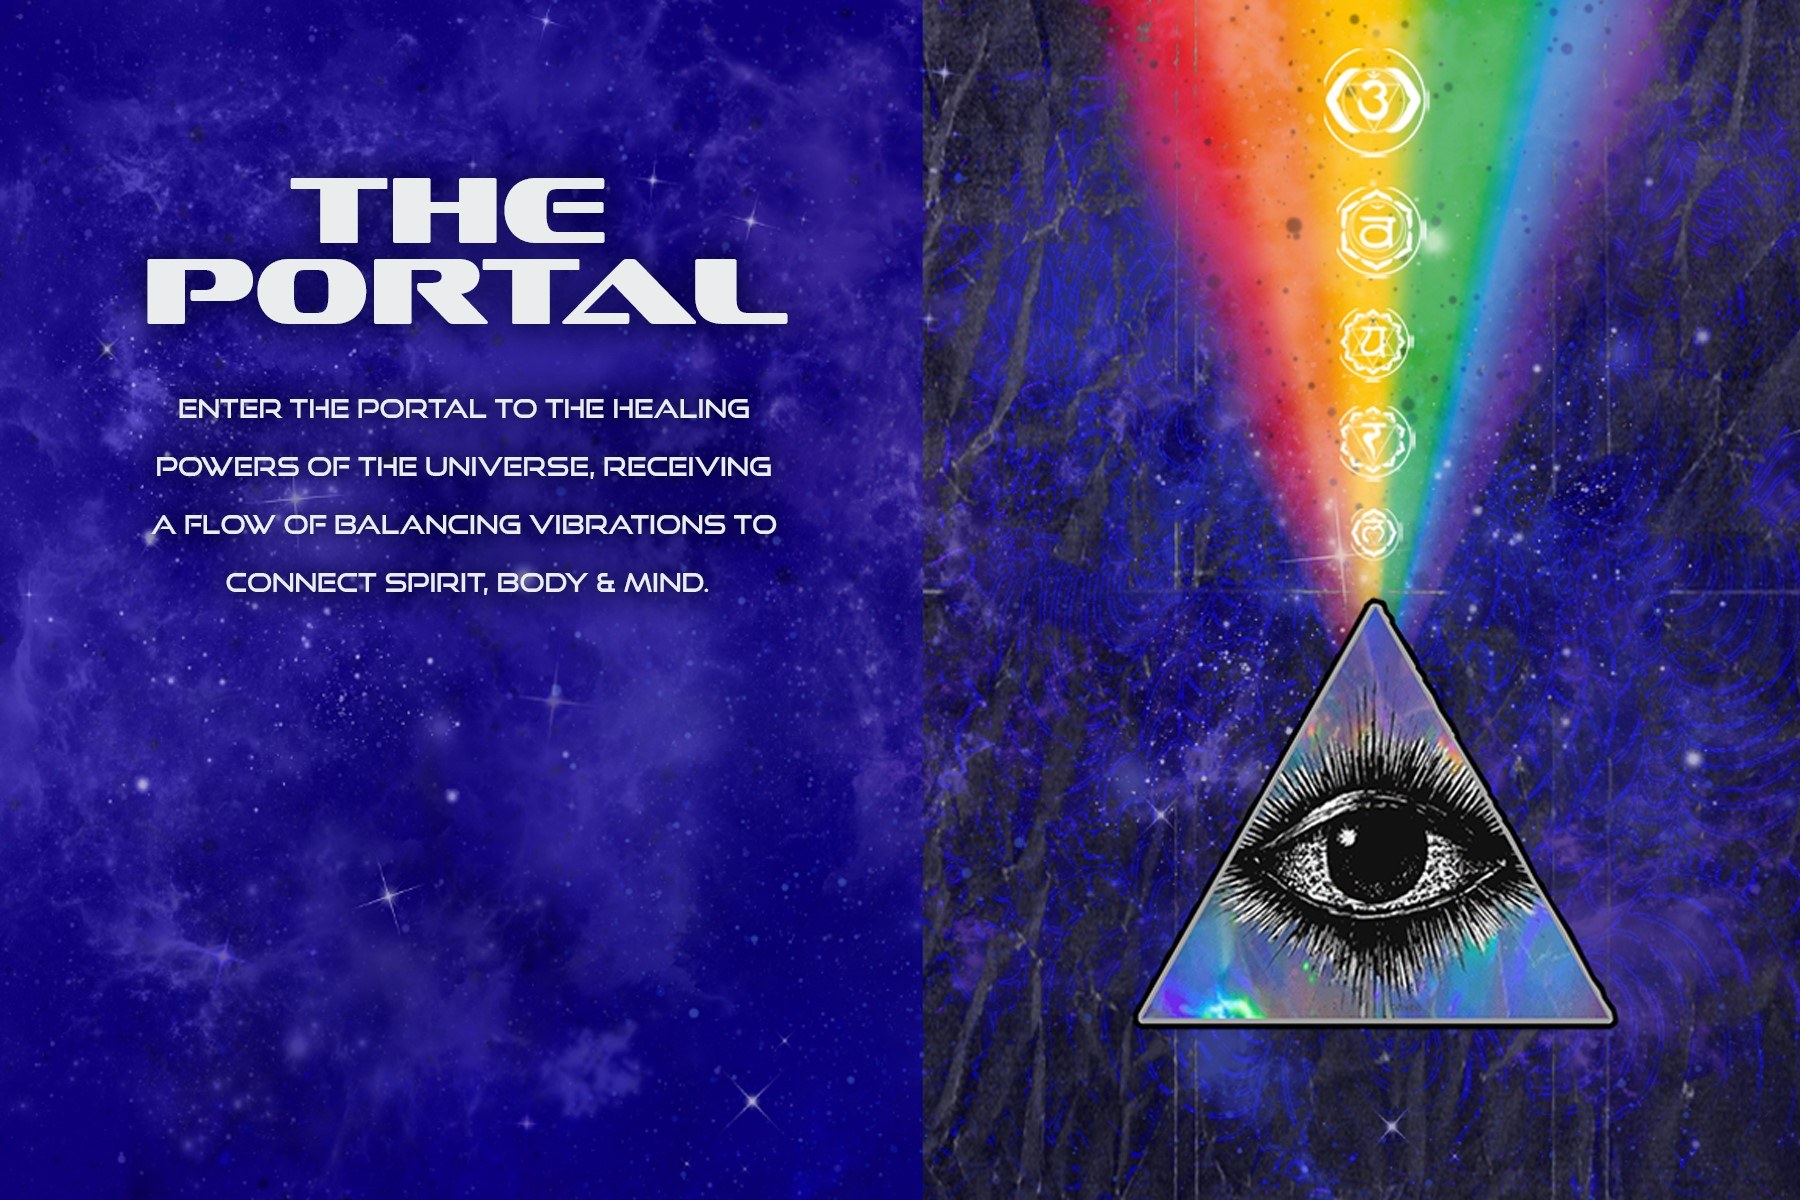 THE
PORTAL
ENTER THE PORTAL TO THE HEALING
POWERS OF THE UNIVERSE, RECEIVING
A FLOW OF BALANCING VIBRATIONS TO
CONNECT SPIRIT, BODY & MIND.
ॐ
वं
यं
रं
लं